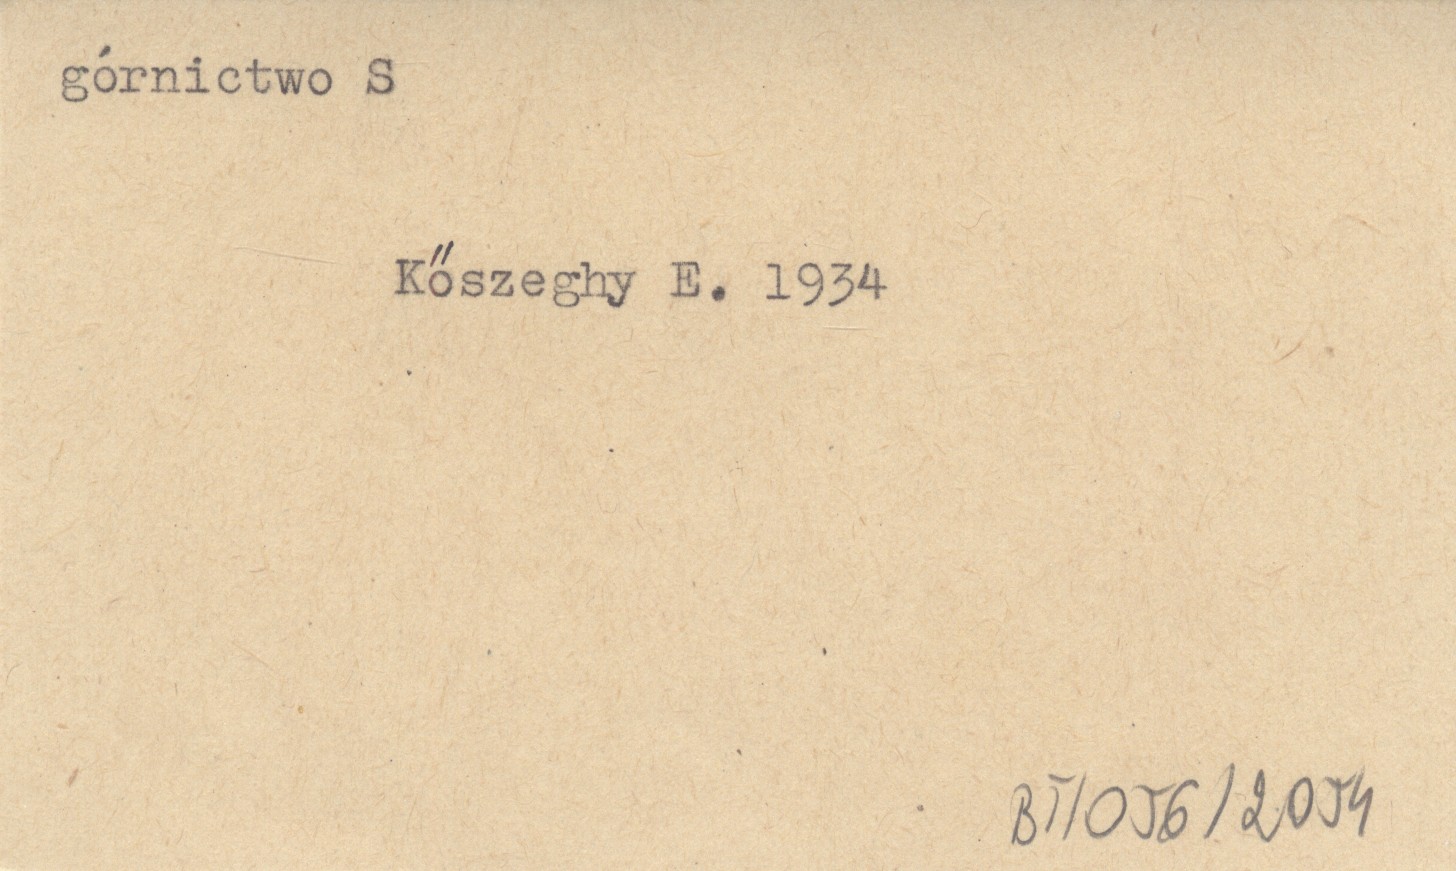 górnictwo S
Kőszeghy E. 1934
BT/056/2054